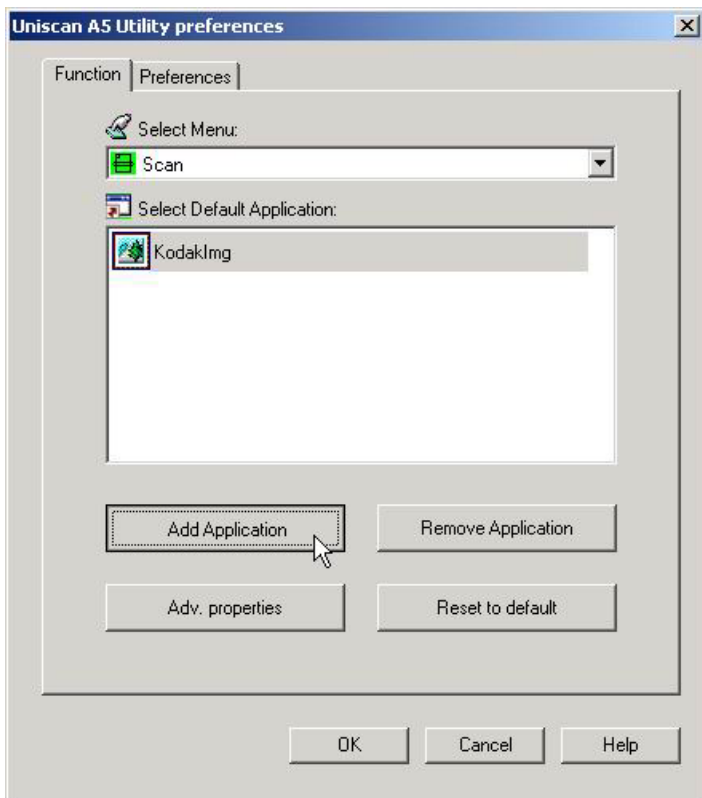 Uniscan A5 Utility preferences
Function Preferences
Select Menu:
Scan
Select Default Application:
KodakImg
Add Application Remove Application
Adv. properties Reset to default
OK Cancel Help